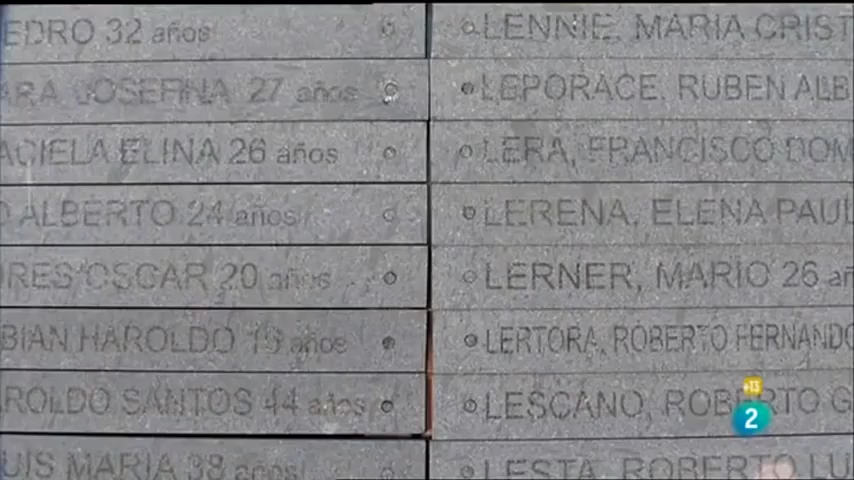 EDRO 32 años
ARA JOSEFINA 27 años
ACIELA ELINA 26 años
O ALBERTO 24 años
RES OSCAR 20 años
BIAN HAROLDO 19 años
ROLDO SANTOS 44 años
UIS MARIA 38 años
LENNIE, MARIA CRIST
LEPORACE, RUBEN ALB
LERA, FRANCISCO DOM
LERENA, ELENA PAUL
LERNER, MARIO 26 añ
LERTORA, ROBERTO FERNANDO
LESCANO, ROBERTO G
LESTA, ROBERTO LU
+13
2